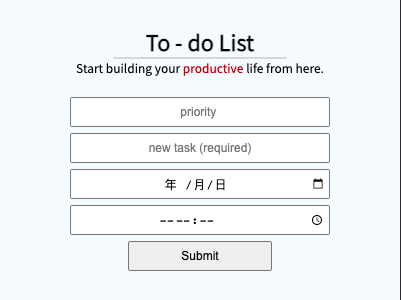 To - do List
Start building your productive life from here.
priority
new task (required)
年 /月/日
-- --:--
Submit